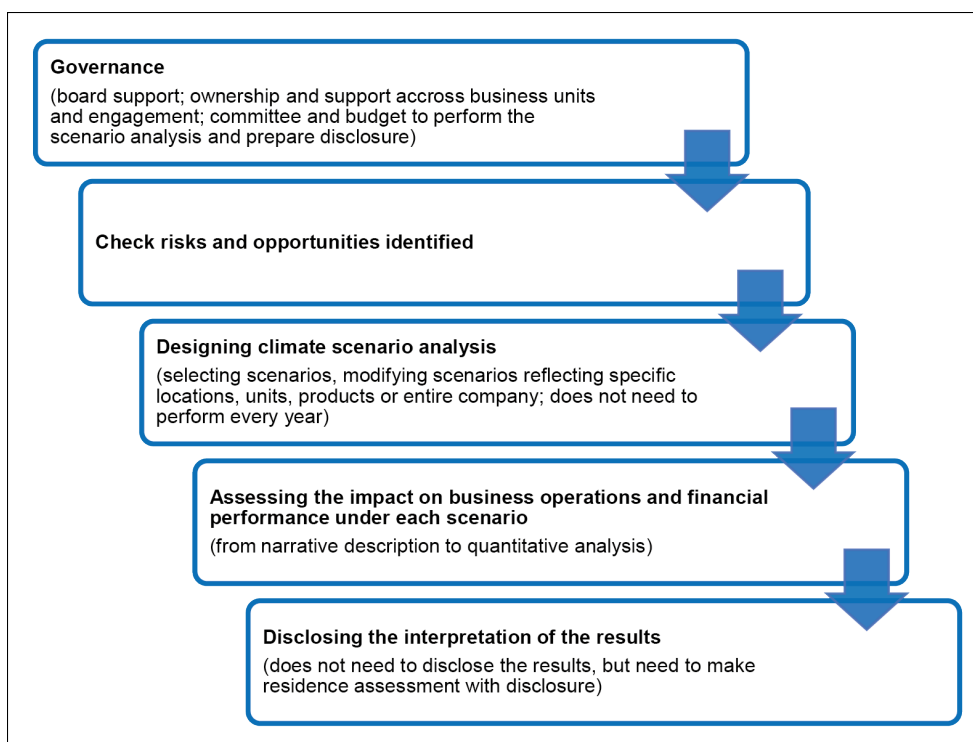 Governance
(board support; ownership and support accross business units
and engagement; committee and budget to perform the
scenario analysis and prepare disclosure)
Check risks and opportunities identified
Designing climate scenario analysis
(selecting scenarios, modifying scenarios reflecting specific
locations, units, products or entire company; does not need to
perform every year)
Assessing the impact on business operations and financial
performance under each scenario
(from narrative description to quantitative analysis)
Disclosing the interpretation of the results
(does not need to disclose the results, but need to make
residence assessment with disclosure)